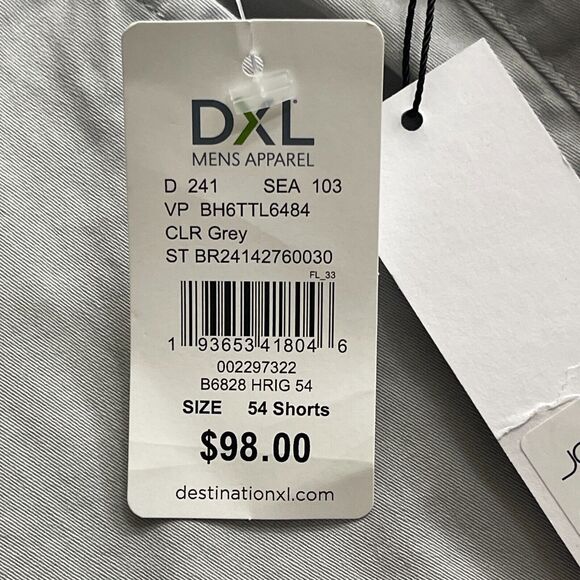 DXL
MENS APPAREL
D 241 SEA 103
VP BH6TTL6484
CLR Grey
ST BR24142760030
FL_33
1 93653 41804 6
002297322
B6828 HRIG 54
SIZE 54 Shorts
$98.00
destinationxl.com